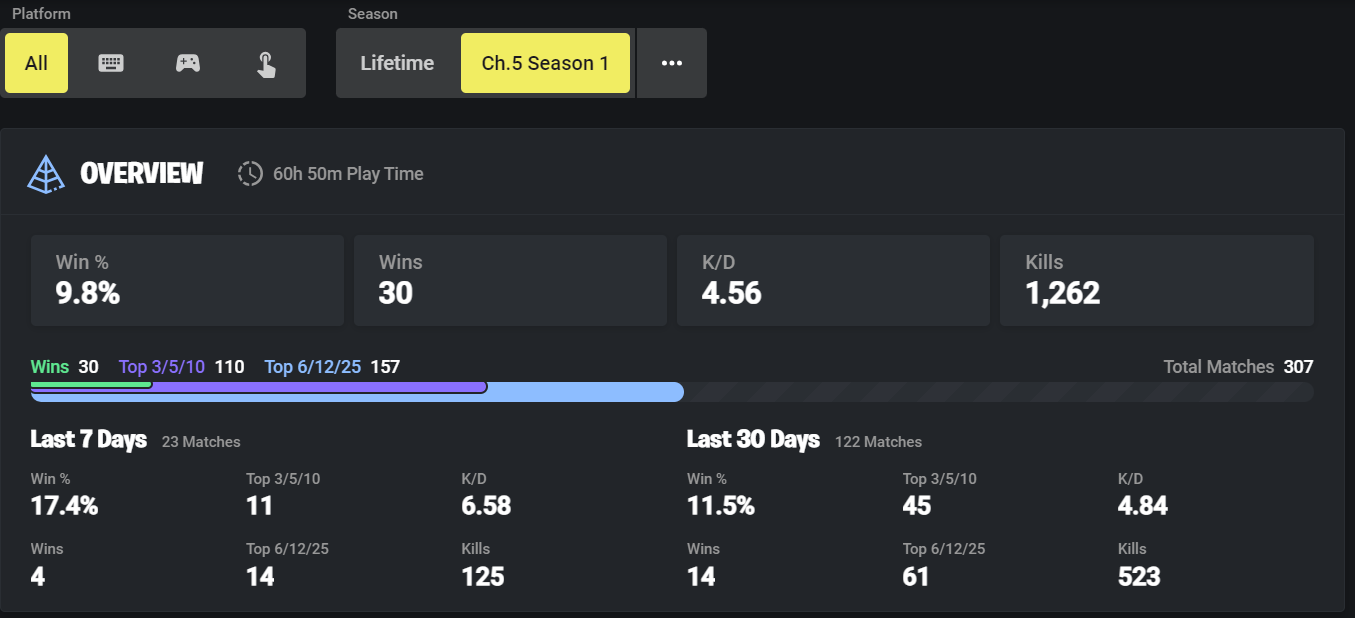 Platform Season
All Lifetime Ch.5 Season 1 •••
OVERVIEW 60h 50m Play Time
Win % Wins K/D Kills
9.8% 30 4.56 1,262
Wins 30 Top 3/5/10 110 Top 6/12/25 157 Total Matches 307
Last 7 Days 23 Matches Last 30 Days 122 Matches
Win % Top 3/5/10 K/D Win % Top 3/5/10 K/D
17.4% 11 6.58 11.5% 45 4.84
Wins Top 6/12/25 Kills Wins Top 6/12/25 Kills
4 14 125 14 61 523